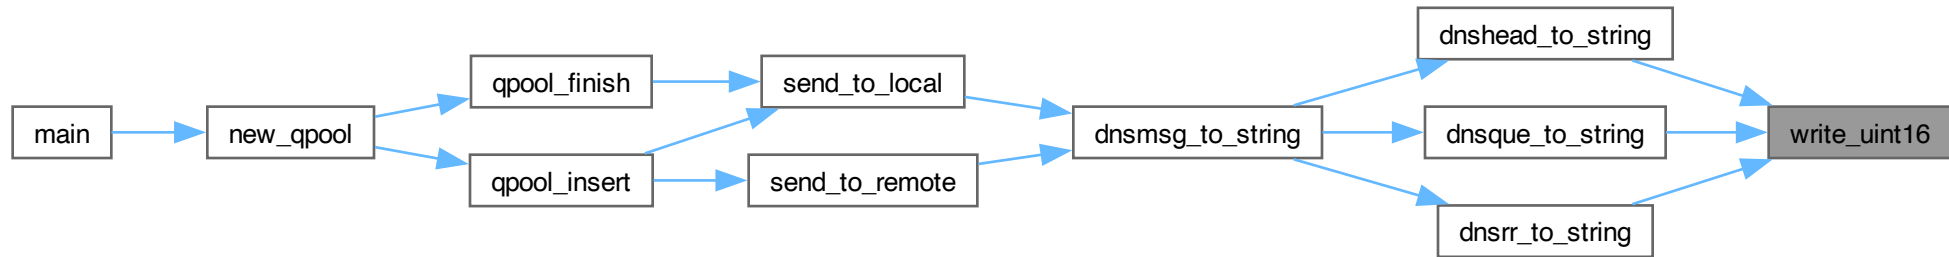 main
new_qpool
qpool_finish
qpool_insert
send_to_local
send_to_remote
dnsmsg_to_string
dnshead_to_string
dnsque_to_string
dnsrr_to_string
write_uint16